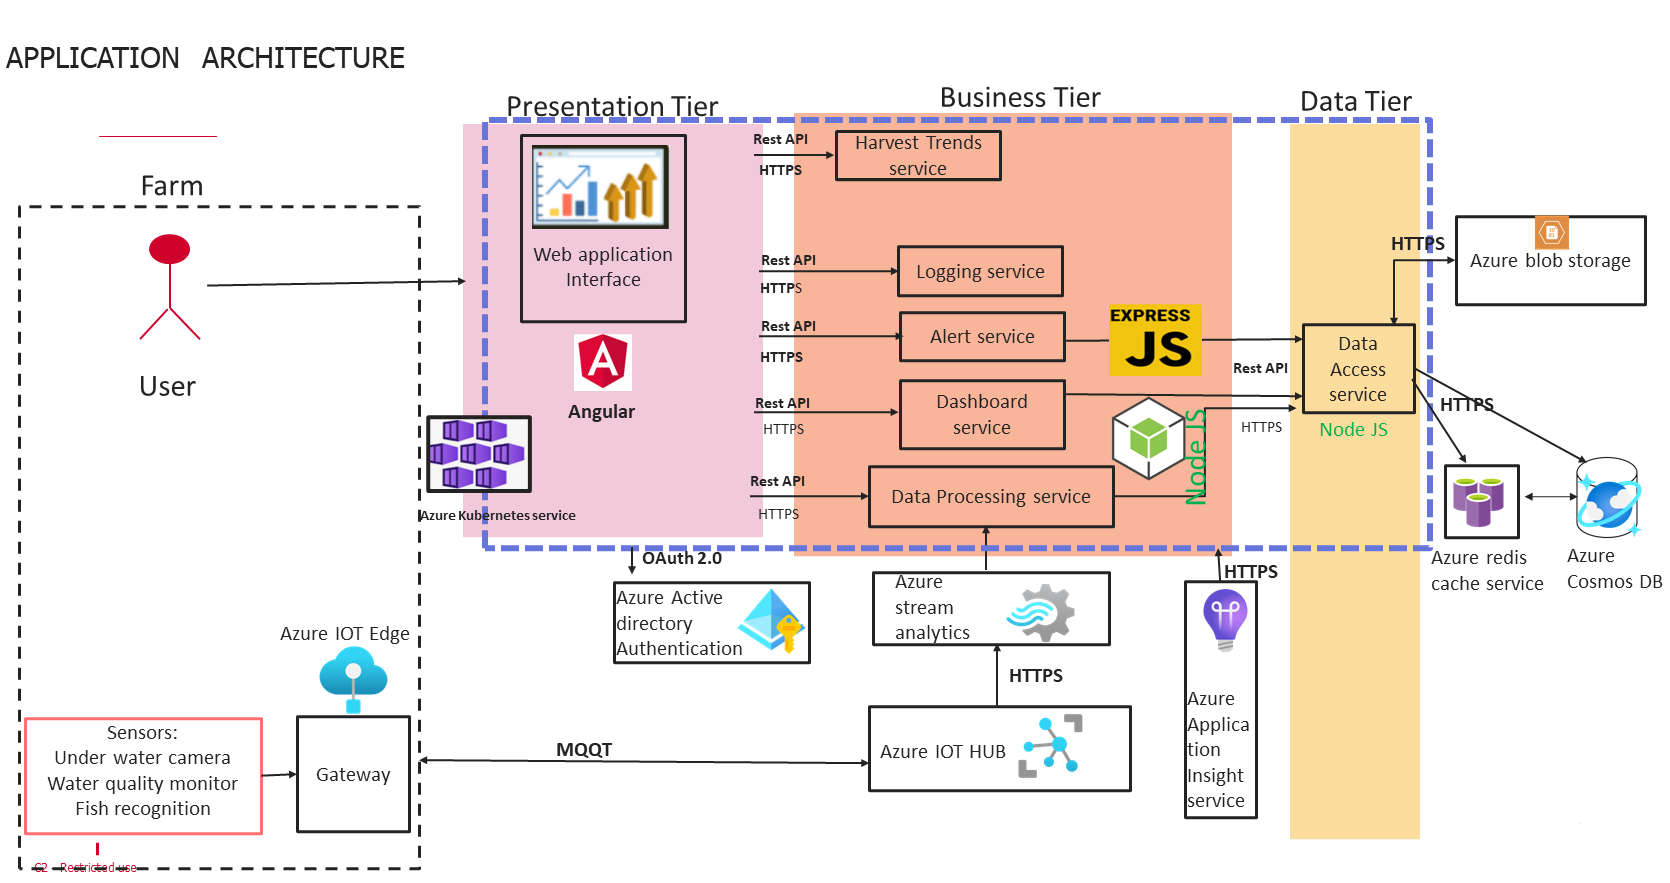 APPLICATION ARCHITECTURE
Presentation Tier
Business Tier
Data Tier
Farm
User
Web application
Interface
Angular
Azure Kubernetes service
Rest API
HTTPS
Harvest Trends
service
Rest API
HTTPS
Logging service
Rest API
HTTPS
Alert service
EXPRESS
JS
Rest API
HTTPS
Dashboard
service
Node JS
Rest API
HTTPS
Data Processing service
Rest API
HTTPS
Data
Access
service
Node JS
HTTPS
Azure blob storage
HTTPS
Azure redis
cache service
Azure
Cosmos DB
OAuth 2.0
Azure Active
directory
Authentication
Azure
stream
analytics
HTTPS
HTTPS
Azure
Applica
tion
Insight
service
Azure IOT HUB
MQQT
Azure IOT Edge
Gateway
Sensors:
Under water camera
Water quality monitor
Fish recognition
C2 - Restricted use